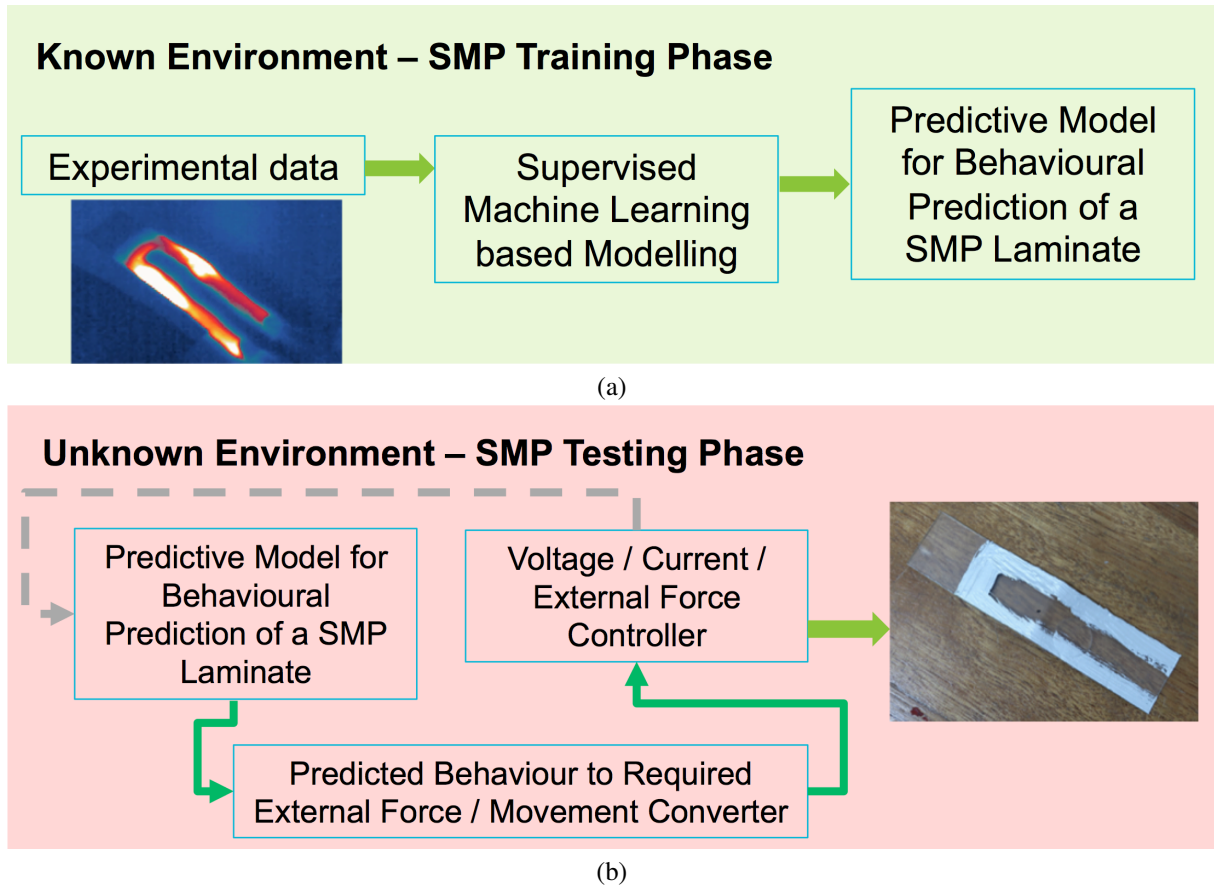 Known Environment – SMP Training Phase
Experimental data
Supervised
Machine Learning
based Modelling
Predictive Model
for Behavioural
Prediction of a
SMP Laminate
(a)
Unknown Environment – SMP Testing Phase
Predictive Model for
Behavioural
Prediction of a SMP
Laminate
Voltage / Current /
External Force
Controller
Predicted Behaviour to Required
External Force / Movement Converter
(b)